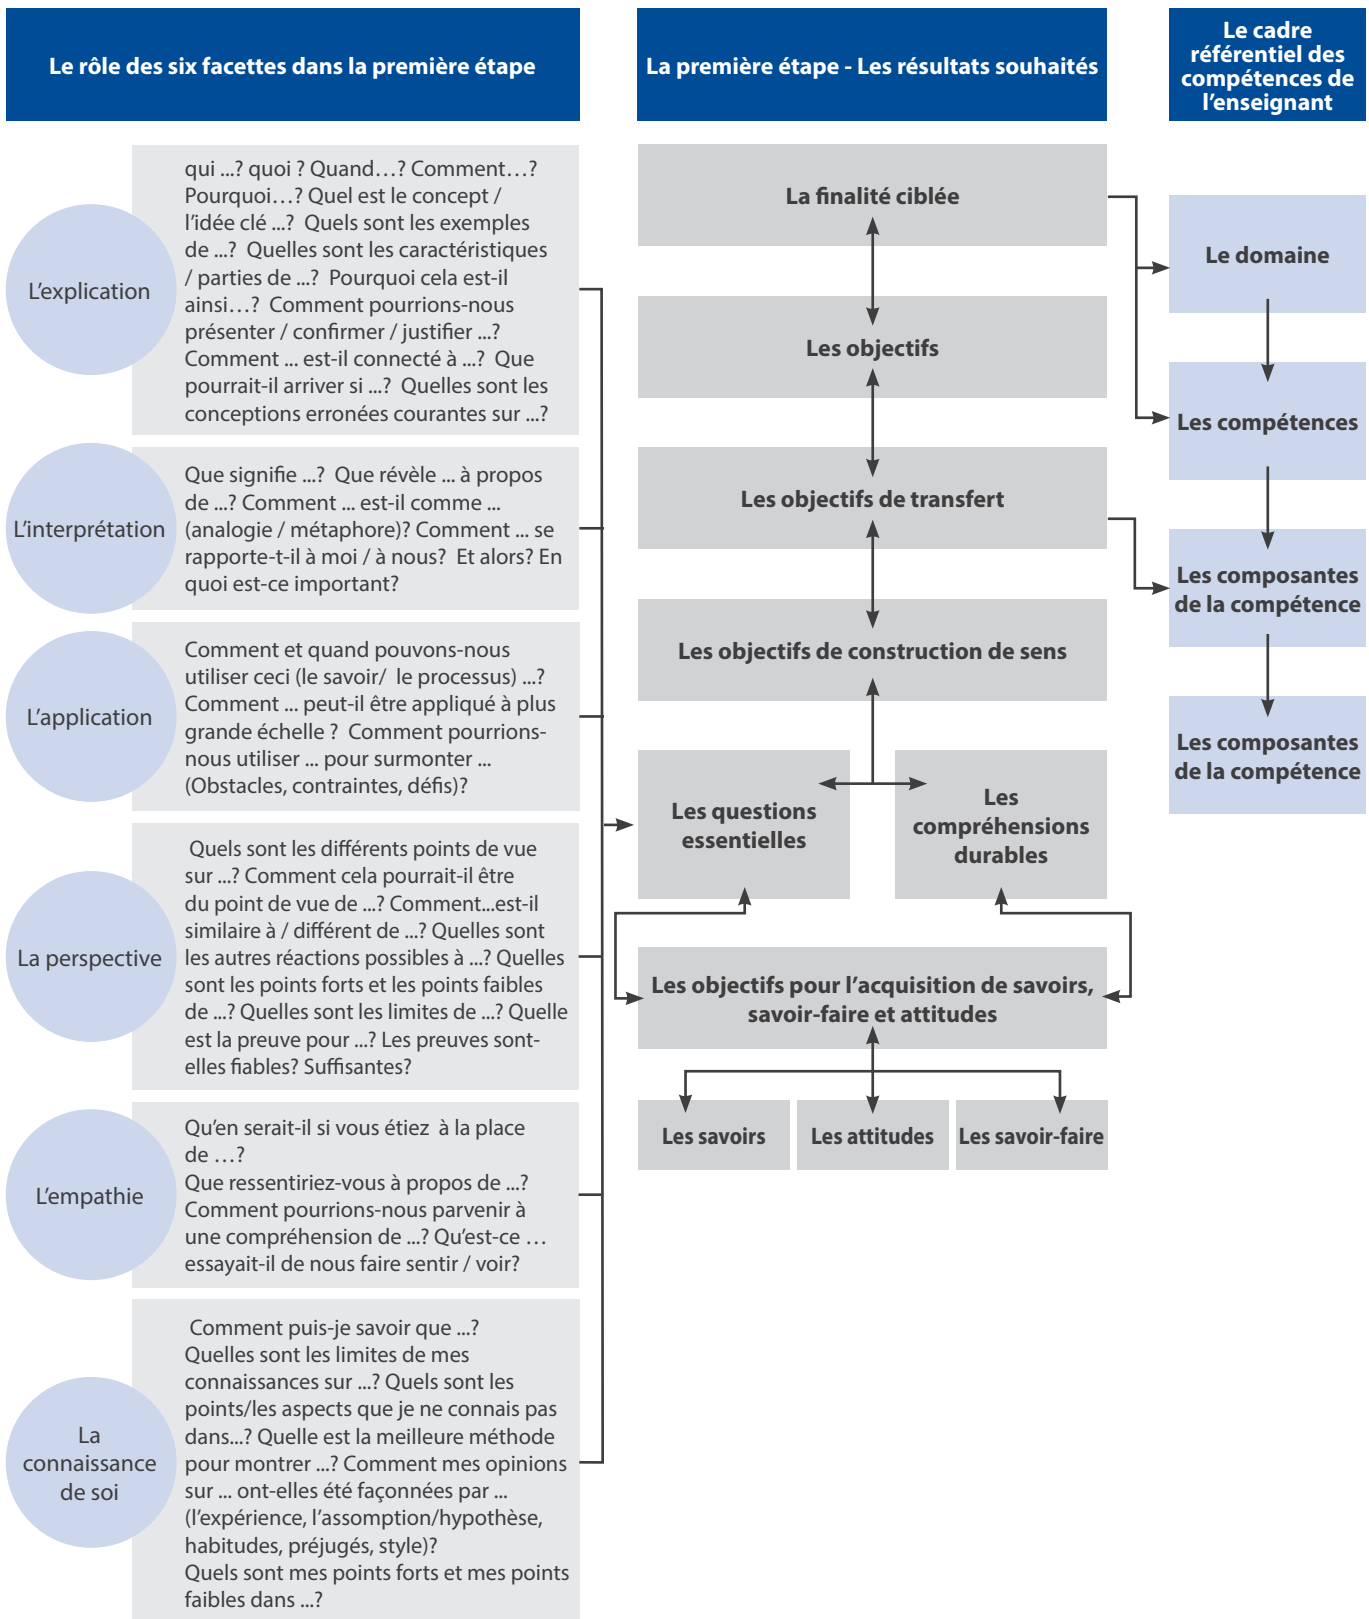 Le rôle des six facettes dans la première étape
L'explication
qui ...? quoi ? Quand…? Comment…?
Pourquoi…? Quel est le concept /
l'idée clé ...?  Quels sont les exemples
de ...?  Quelles sont les caractéristiques
/ parties de ...?  Pourquoi cela est-il
ainsi…?  Comment pourrions-nous
présenter / confirmer / justifier ...?
Comment ... est-il connecté à ...?  Que
pourrait-il arriver si ...?  Quelles sont les
conceptions erronées courantes sur ...?
L'interprétation
Que signifie ...?  Que révèle ... à propos
de ...? Comment ... est-il comme ...
(analogie / métaphore)? Comment ... se
rapporte-t-il à moi / à nous?  Et alors? En
quoi est-ce important?
L'application
Comment et quand pouvons-nous
utiliser ceci (le savoir/  le processus) ...?
Comment ... peut-il être appliqué à plus
grande échelle ?  Comment pourrions-
nous utiliser ... pour surmonter ...
(Obstacles, contraintes, défis)?
La perspective
Quels sont les différents points de vue
sur ...? Comment cela pourrait-il être
du point de vue de ...? Comment...est-il
similaire à / différent de ...? Quelles sont
les autres réactions possibles à ...? Quelles
sont les points forts et les points faibles
de ...? Quelles sont les limites de ...? Quelle
est la preuve pour ...? Les preuves sont-
elles fiables? Suffisantes?
L'empathie
Qu'en serait-il si vous étiez  à la place
de …?
Que ressentiriez-vous à propos de ...?
Comment pourrions-nous parvenir à
une compréhension de ...? Qu'est-ce …
essayait-il de nous faire sentir / voir?
La
connaissance
de soi
Comment puis-je savoir que ...?
Quelles sont les limites de mes
connaissances sur ...? Quels sont les
points/les aspects que je ne connais pas
dans...? Quelle est la meilleure méthode
pour montrer ...? Comment mes opinions
sur ... ont-elles été façonnées par ...
(l'expérience, l'assomption/hypothèse,
habitudes, préjugés, style)?
Quels sont mes points forts et mes points
faibles dans ...?
La première étape - Les résultats souhaités
La finalité ciblée
Les objectifs
Les objectifs de transfert
Les objectifs de construction de sens
Les questions
essentielles
Les
compréhensions
durables
Les objectifs pour l'acquisition de savoirs,
savoir-faire et attitudes
Les savoirs
Les attitudes
Les savoir-faire
Le cadre
référentiel des
compétences de
l'enseignant
Le domaine
Les compétences
Les composantes
de la compétence
Les composantes
de la compétence